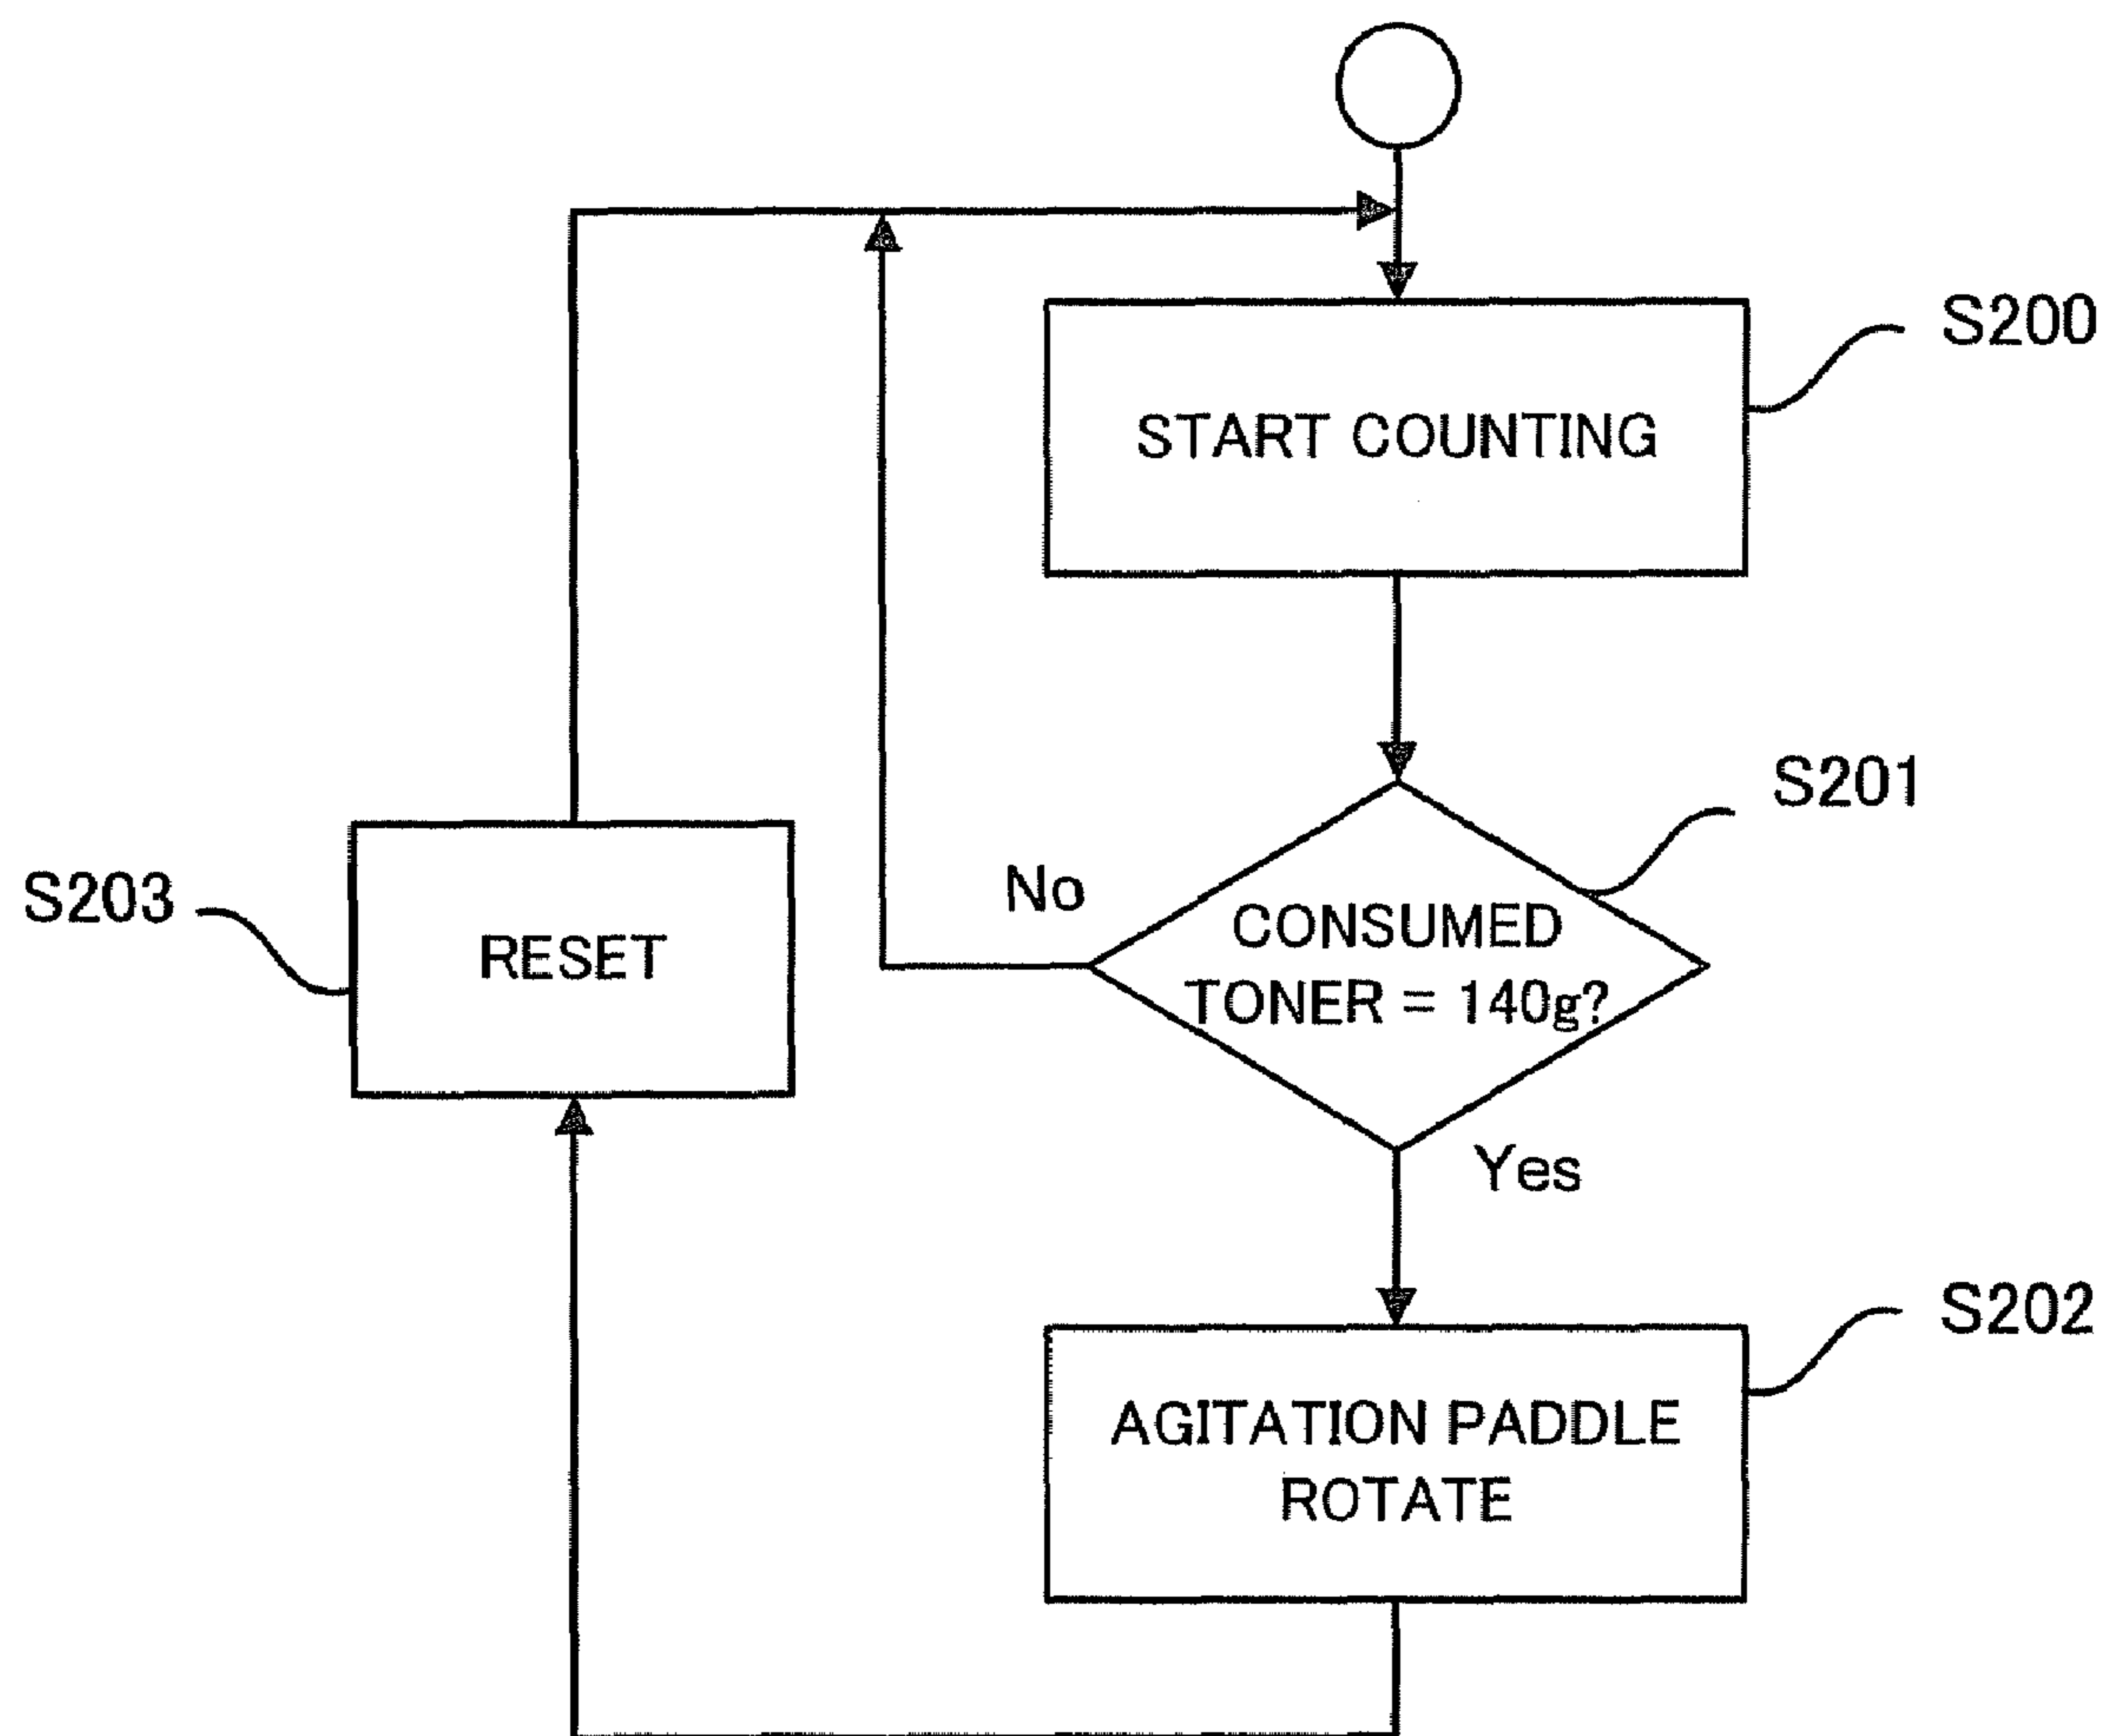 S200
START COUNTING
S201
No
CONSUMED
TONER = 140g?
S203
RESET
Yes
S202
AGITATION PADDLE
ROTATE